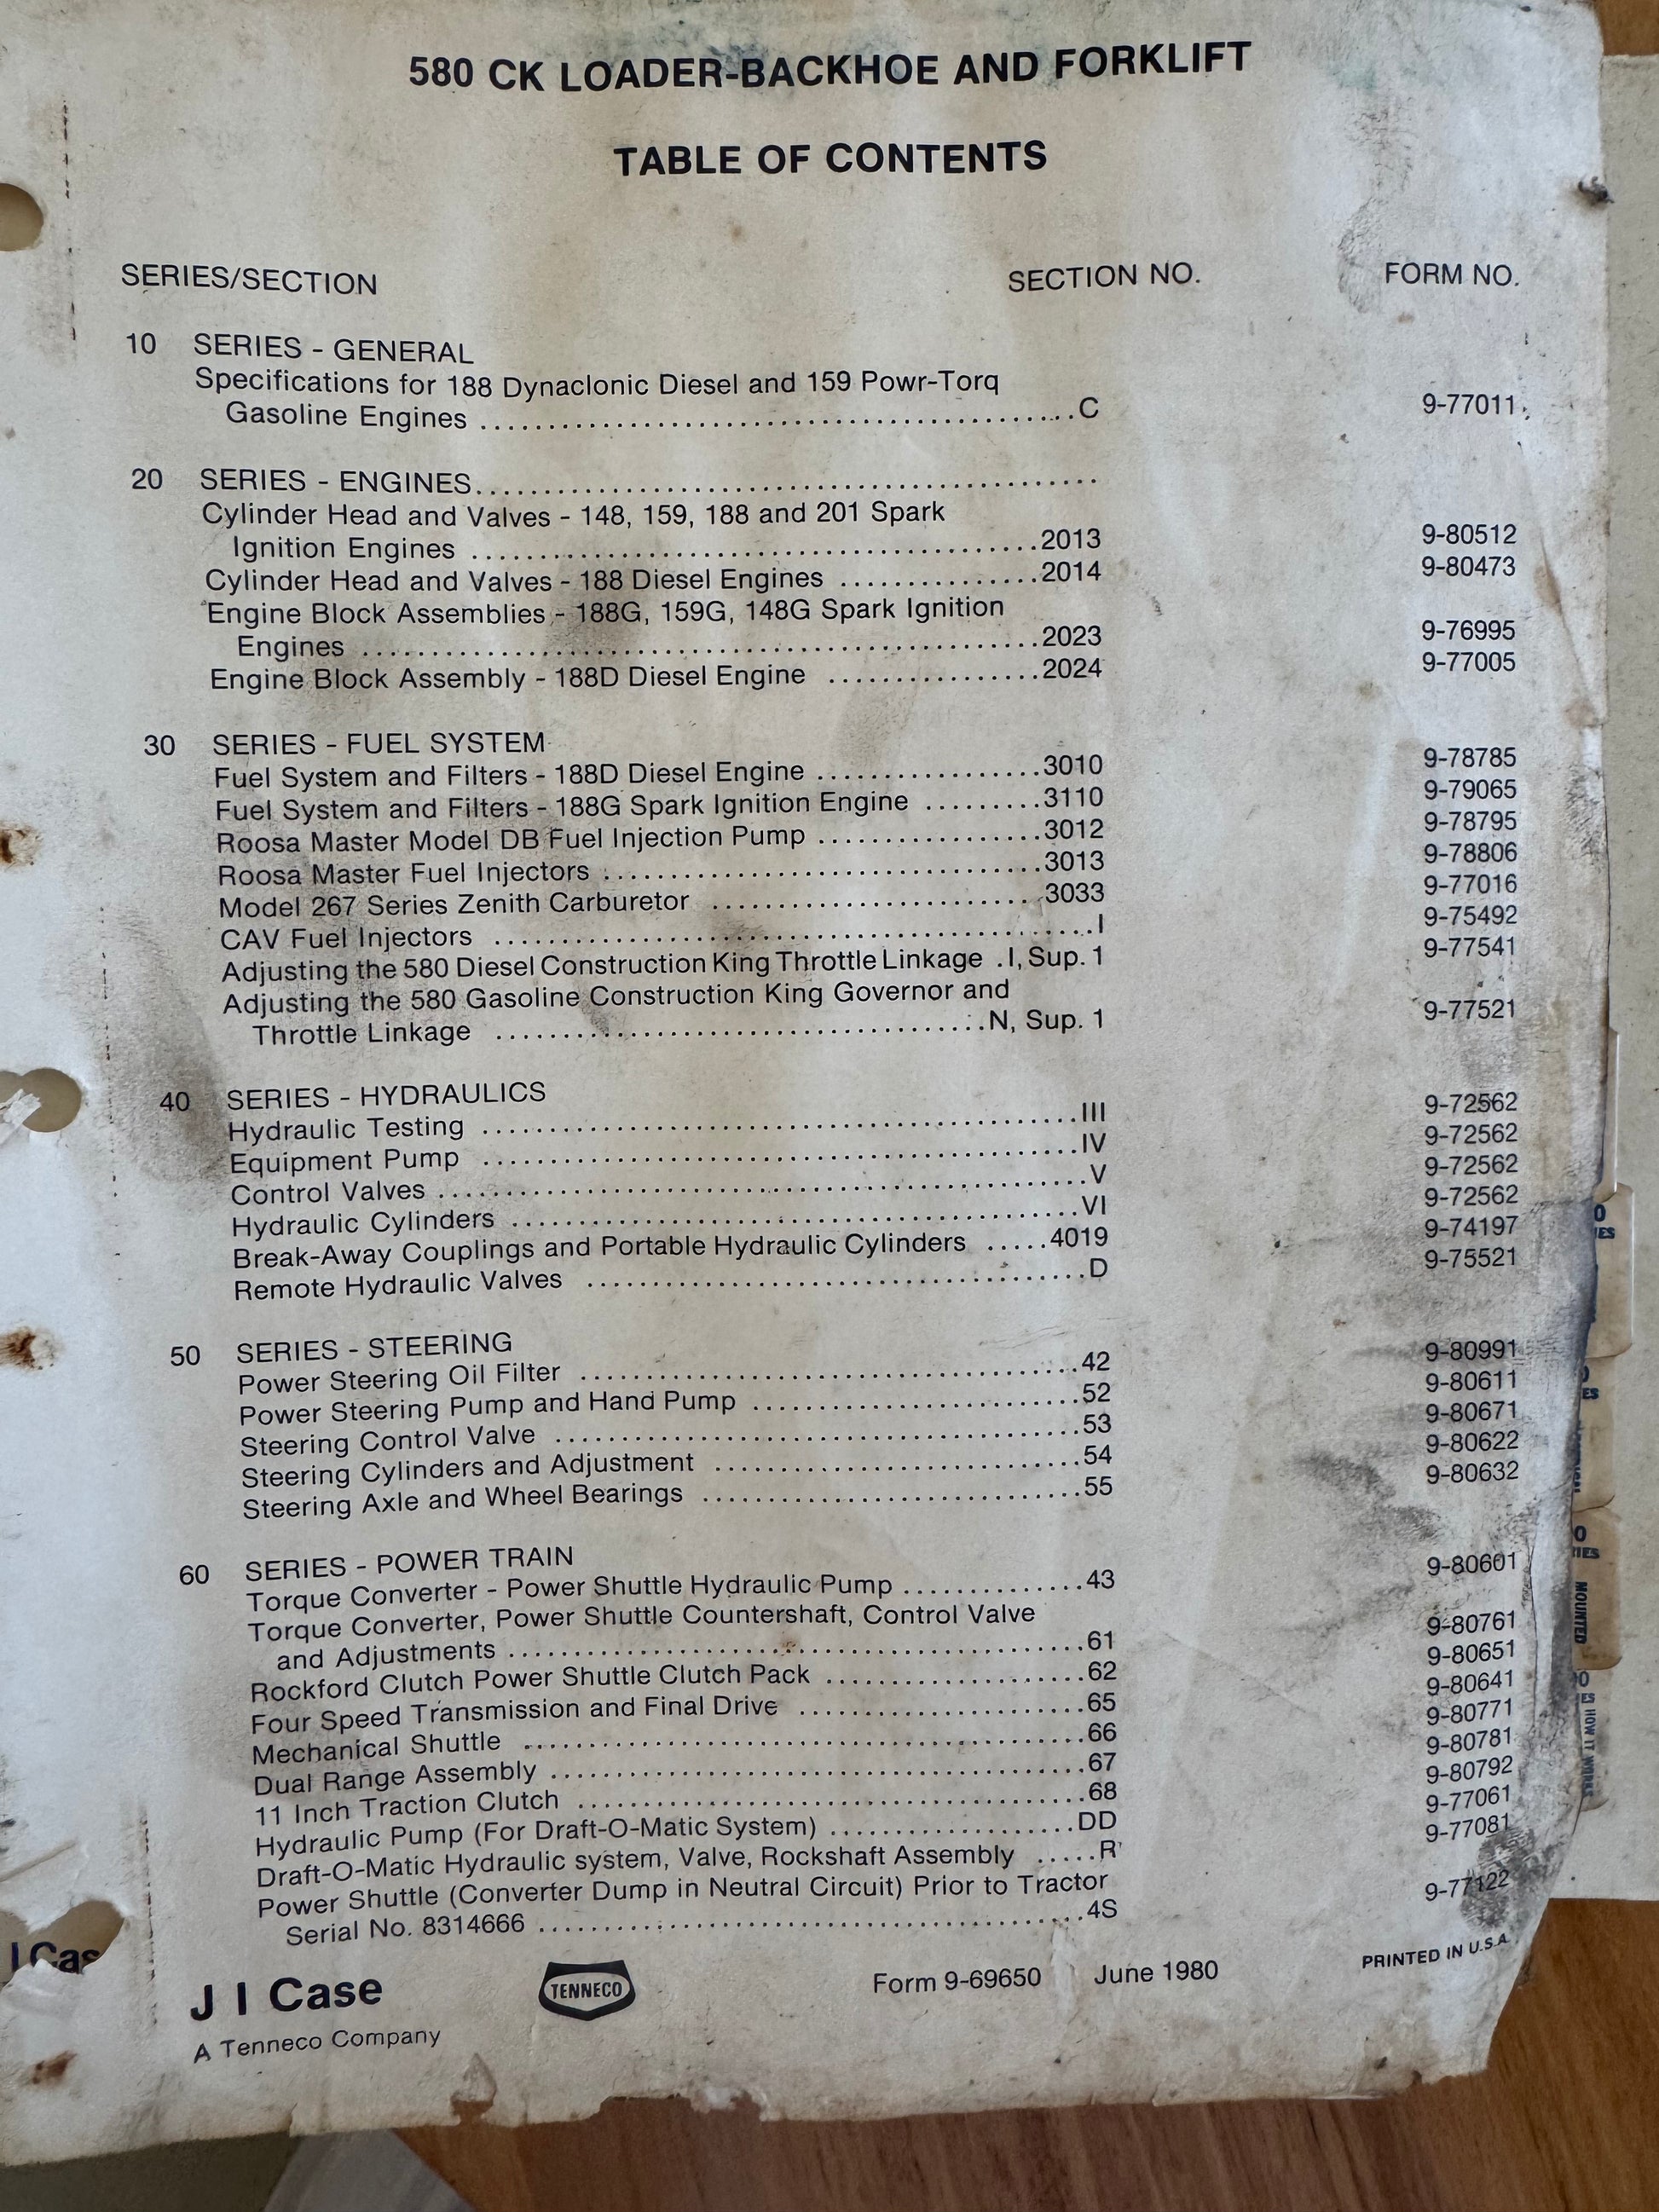 580 CK LOADER-BACKHOE AND FORKLIFT
TABLE OF CONTENTS
SERIES/SECTION SECTION NO. FORM NO.
10 SERIES - GENERAL
Specifications for 188 Dynaclonic Diesel and 159 Powr-Torq
Gasoline Engines ........................................C 9-77011
20 SERIES - ENGINES..............................................
Cylinder Head and Valves - 148, 159, 188 and 201 Spark
Ignition Engines ........................................2013 9-80512
Cylinder Head and Valves - 188 Diesel Engines ..............2014 9-80473
Engine Block Assemblies - 188G, 159G, 148G Spark Ignition
Engines ................................................2023 9-76995
Engine Block Assembly - 188D Diesel Engine ................2024 9-77005
30 SERIES - FUEL SYSTEM
Fuel System and Filters - 188D Diesel Engine ................3010 9-78785
Fuel System and Filters - 188G Spark Ignition Engine .........3110 9-79065
Roosa Master Model DB Fuel Injection Pump ................3012 9-78795
Roosa Master Fuel Injectors ................................3013 9-78806
Model 267 Series Zenith Carburetor ........................3033 9-77016
CAV Fuel Injectors ............................................I 9-75492
Adjusting the 580 Diesel Construction King Throttle Linkage .I, Sup. 1 9-77541
Adjusting the 580 Gasoline Construction King Governor and
Throttle Linkage ....................................N, Sup. 1 9-77521
40 SERIES - HYDRAULICS
Hydraulic Testing ............................................III 9-72562
Equipment Pump ............................................IV 9-72562
Control Valves ................................................V 9-72562
Hydraulic Cylinders ..........................................VI 9-72562
Break-Away Couplings and Portable Hydraulic Cylinders .....4019 9-74197
Remote Hydraulic Valves .....................................D 9-75521
50 SERIES - STEERING
Power Steering Oil Filter .....................................42 9-80991
Power Steering Pump and Hand Pump ........................52 9-80611
Steering Control Valve .......................................53 9-80671
Steering Cylinders and Adjustment ...........................54 9-80622
Steering Axle and Wheel Bearings ............................55 9-80632
60 SERIES - POWER TRAIN
Torque Converter - Power Shuttle Hydraulic Pump ..............43 9-80601
Torque Converter, Power Shuttle Countershaft, Control Valve
and Adjustments ..........................................61 9-80761
Rockford Clutch Power Shuttle Clutch Pack ....................62 9-80651
Four Speed Transmission and Final Drive ......................65 9-80641
Mechanical Shuttle ..........................................66 9-80771
Dual Range Assembly ........................................67 9-80781
11 Inch Traction Clutch ......................................68 9-80792
Hydraulic Pump (For Draft-O-Matic System) ..................DD 9-77061
Draft-O-Matic Hydraulic system, Valve, Rockshaft Assembly .....R 9-77081
Power Shuttle (Converter Dump in Neutral Circuit) Prior to Tractor
Serial No. 8314666 ........................................4S 9-77122
J I Case
A Tenneco Company
TENNECO
Form 9-69650 June 1980
PRINTED IN U.S.A.
MOUNTED
HOW IT WORKS